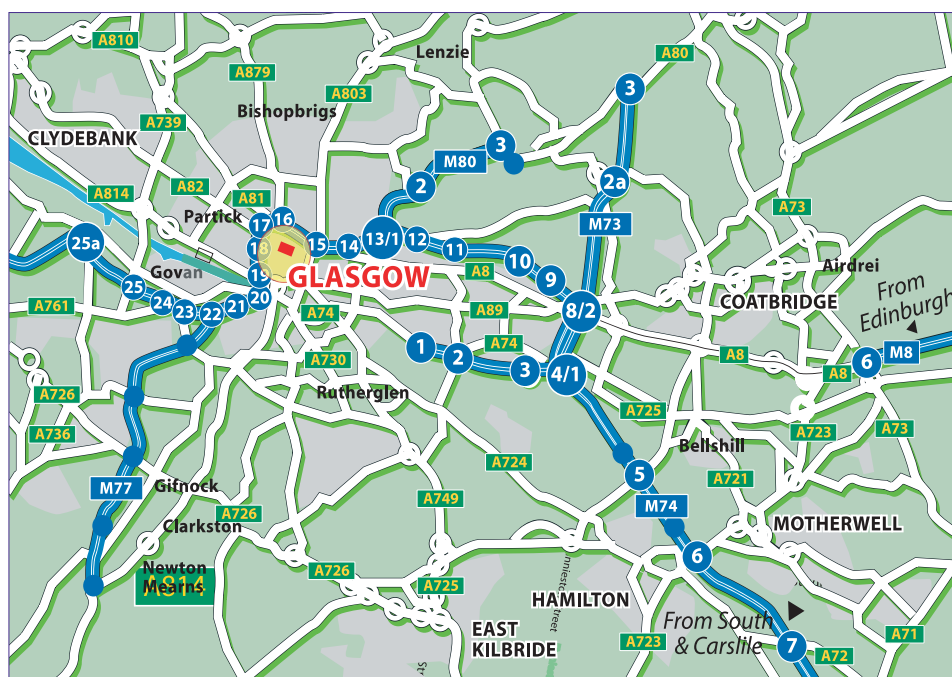 A810
Lenzie
A80
A879
A803
3
Bishopbrigs
A739
CLYDEBANK
3
M80
A82
A814
A81
2
2a
Partick
A73
17
16
M73
25a
18
15
14
13/1
12
11
10
Airdrei
Govan
19
GLASGOW
A8
9
From
Edinburgh
25
20
COATBRIDGE
A761
24
23
22
21
A74
A89
8/2
A74
1
2
A8
M8
A730
3
4/1
6
A8
A726
Rutherglen
A725
A736
Bellshill
A723
A73
A724
5
A721
M77
Gifnock
A749
M74
A726
Clarkston
MOTHERWELL
6
Newton
Mearns
A914
A726
A725
HAMILTON
From South
& Carslile
EAST
KILBRIDE
A723
7
A72
A71